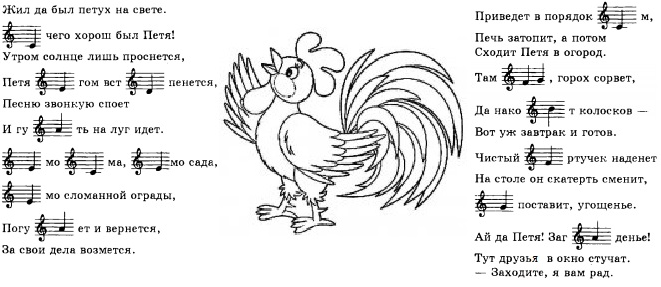 Жил да был петух на свете.
чего хорош был Петя!
Утром солнце лишь проснется,
Петя гом вст пенется,
Песню звонкую споет
И гу ть на луг идет.
мо ма, мо сада,
мо сломанной ограды,
Погу ет и вернется,
За свои дела возмется.
Приведет в порядок м,
Печь затопит, а потом
Сходит Петя в огород.
Там , горох сорвет,
Да нако т колосков —
Вот уж завтрак и готов.
Чистый ртучек наденет
На столе он скатерть сменит,
поставит, угощенье.
Ай да Петя! Заг денье!
Тут друзья в окно стучат.
— Заходите, я вам рад.